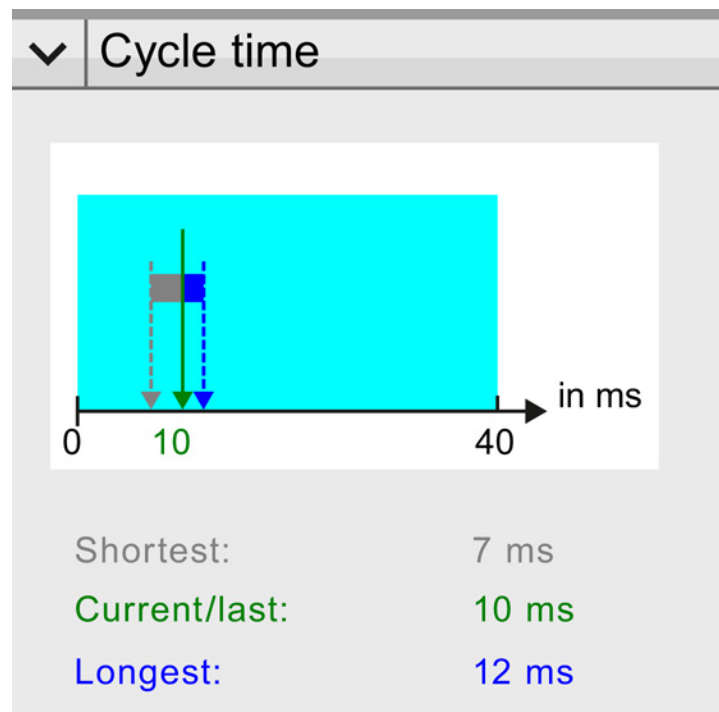 Cycle time
in ms
0 10 40
Shortest: 7 ms
Current/last: 10 ms
Longest: 12 ms